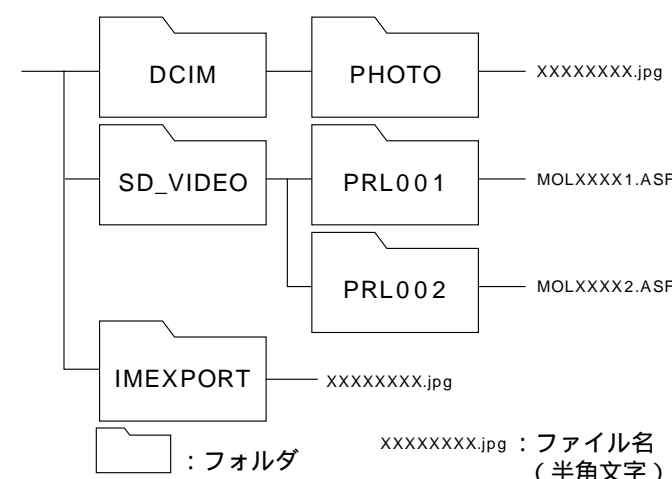 DCIM
PHOTO
XXXXXXXX.jpg
SD_VIDEO
PRL001
MOLXXXX1.ASF
PRL002
MOLXXXX2.ASF
IMEXPORT
XXXXXXXX.jpg
：フォルダ
XXXXXXXX.jpg：ファイル名
（半角文字）